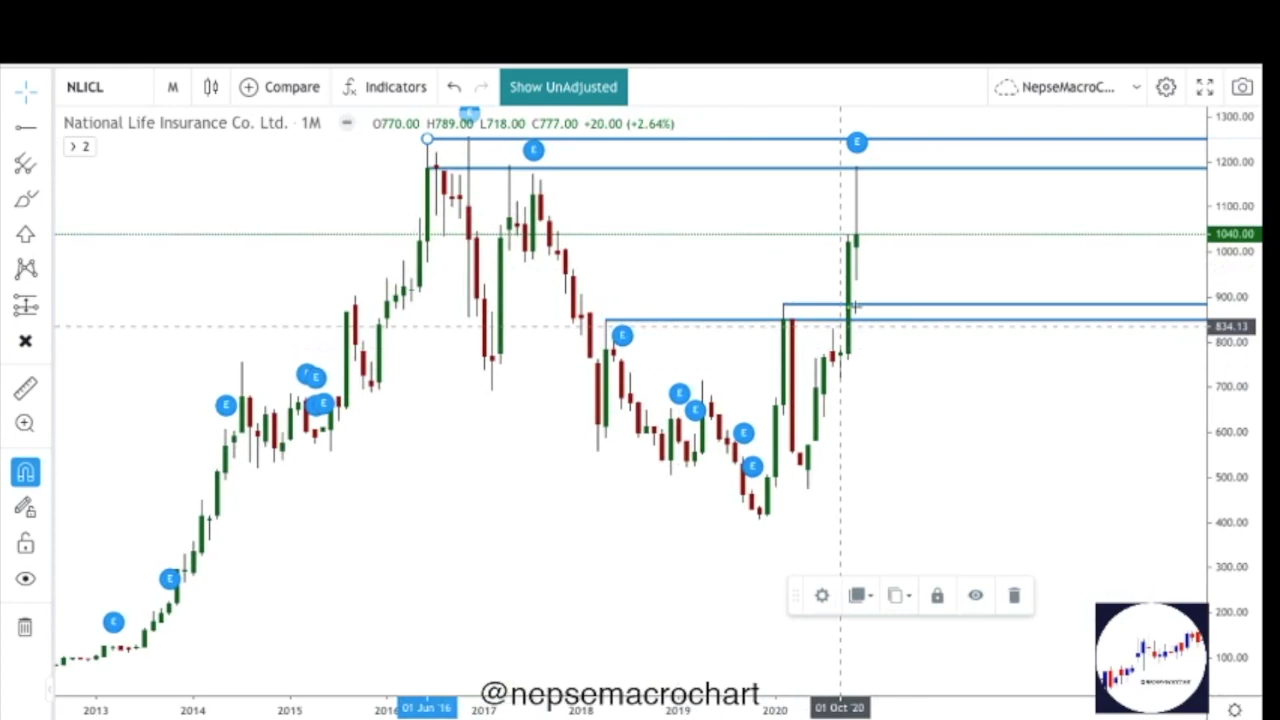 NLICL M Compare Indicators Show UnAdjusted NepseMacroC...
National Life Insurance Co. Ltd. · 1M O770.00 H789.00 L718.00 C777.00 +20.00 (+2.64%)
> 2
E
E
E
E
E
E
E
E
E
E
E
E
1300.00
1200.00
1100.00
1040.00
1000.00
900.00
834.13
800.00
700.00
600.00
500.00
400.00
300.00
200.00
100.00
@nepsemacrochart
2013 2014 2015 2016 01 Jun '16 2017 2018 2019 2020 01 Oct '20